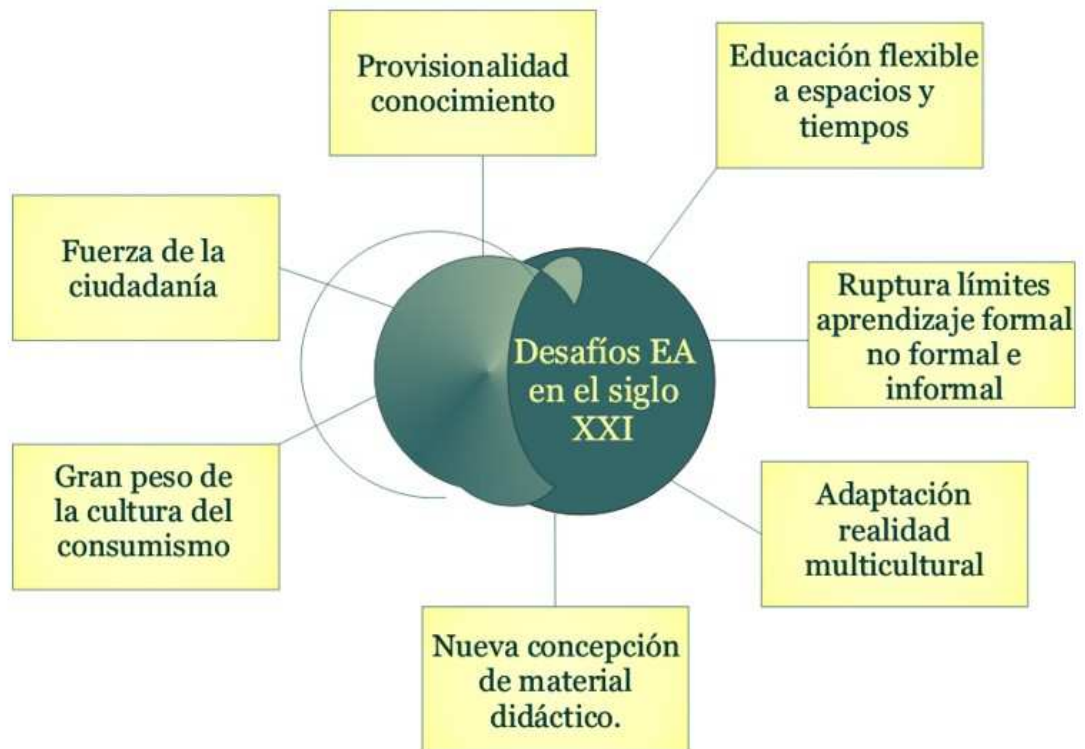 Provisionalidad
conocimiento
Educación flexible
a espacios y
tiempos
Fuerza de la
ciudadanía
Ruptura límites
aprendizaje formal
no formal e
informal
Desafíos EA
en el siglo
XXI
Gran peso de
la cultura del
consumismo
Adaptación
realidad
multicultural
Nueva concepción
de material
didáctico.